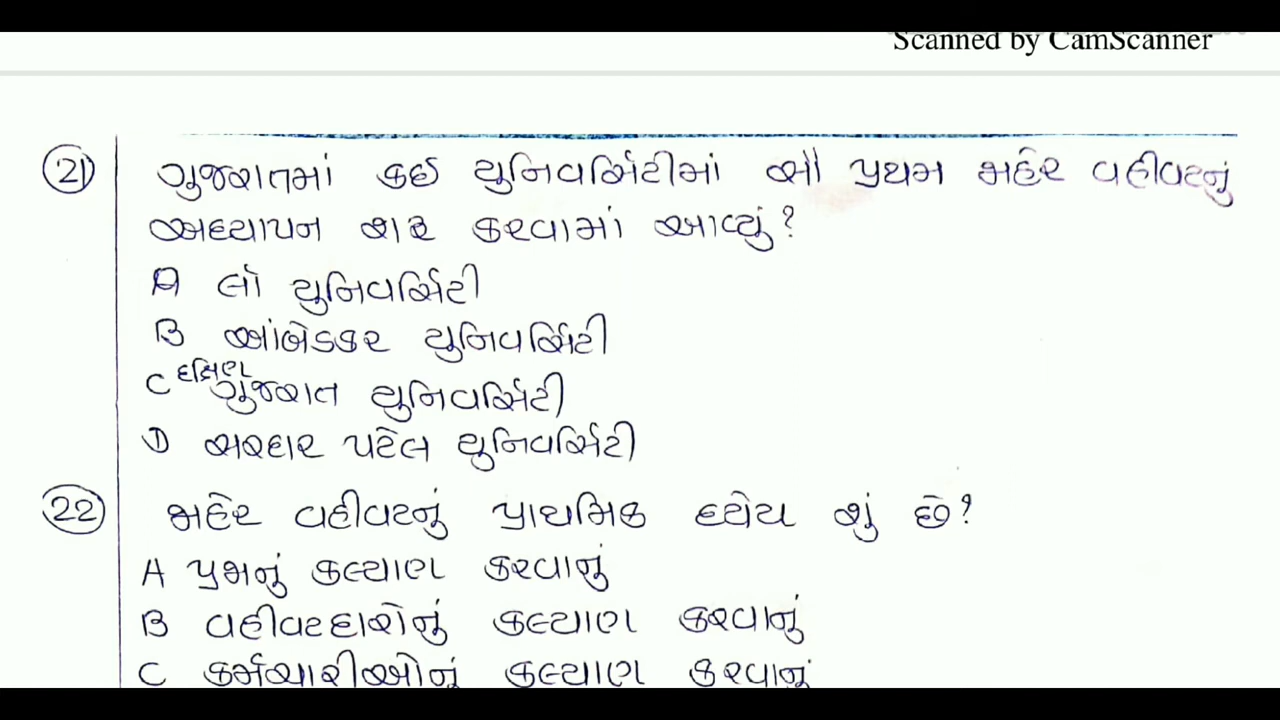 Scanned by CamScanner
21 ગુજરાતમાં કઈ યુનિવર્સિટીમાં સૌ પ્રથમ જાહેર વહીવટનું
અધ્યાપન શરૂ કરવામાં આવ્યું?
A લો યુનિવર્સિટી
B આંબેડકર યુનિવર્સિટી
C દક્ષિણ ગુજરાત યુનિવર્સિટી
D સરદાર પટેલ યુનિવર્સિટી
22 જાહેર વહીવટનું પ્રાથમિક ધ્યેય શું છે?
A પ્રજાનું કલ્યાણ કરવાનું
B વહીવટદારોનું કલ્યાણ કરવાનું
C કર્મચારીઓનું કલ્યાણ કરવાનું